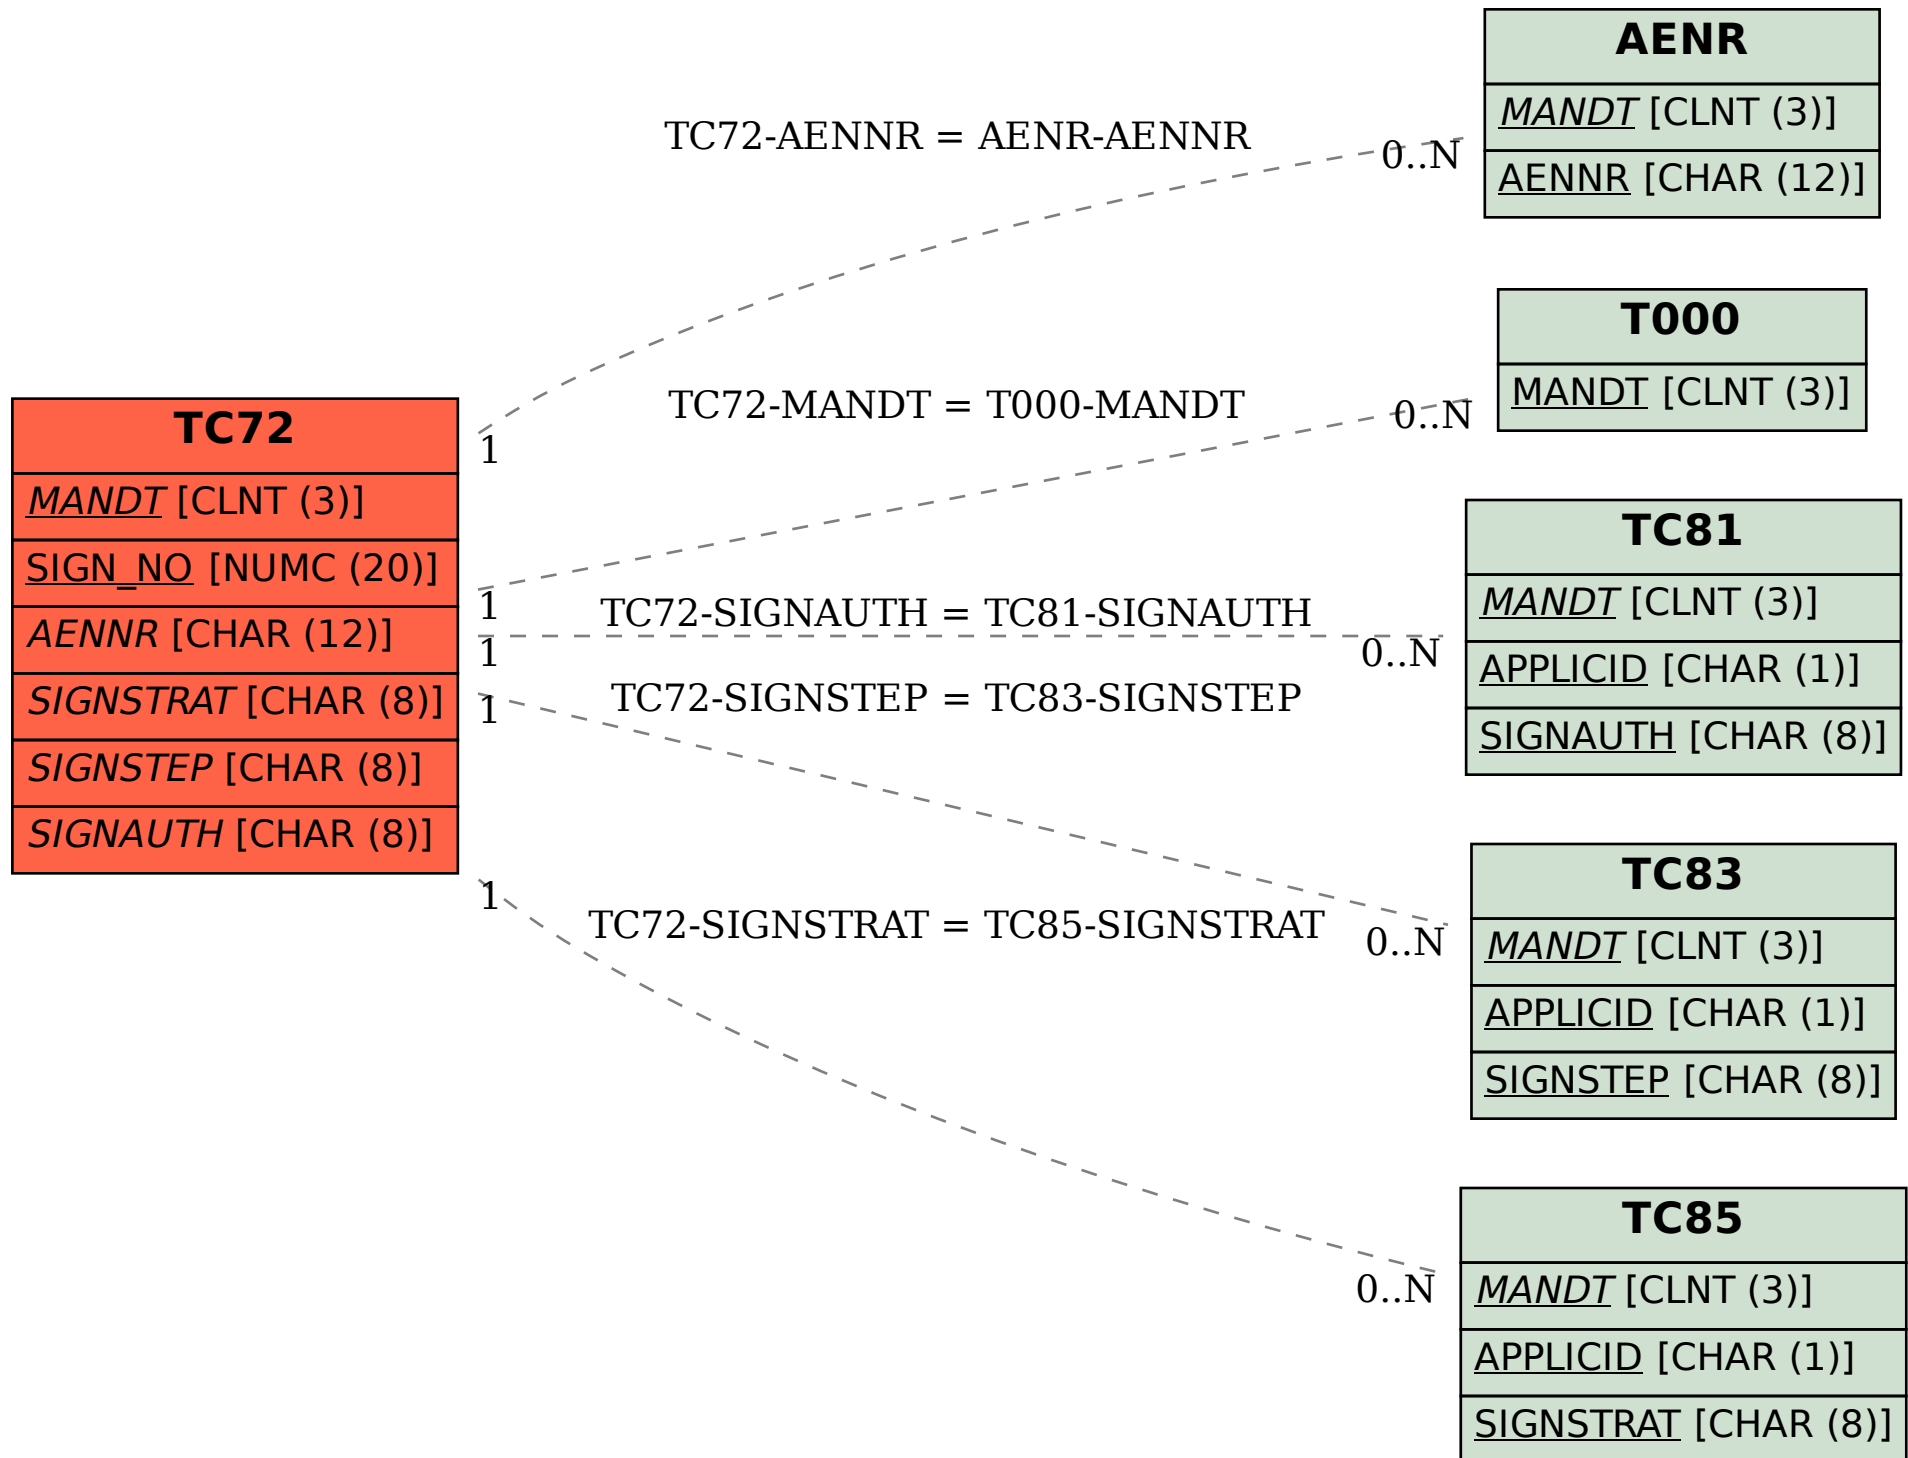 AENR
MANDT [CLNT (3)]
AENNR [CHAR (12)]
TC72-AENNR = AENR-AENNR
0..N
1
T000
MANDT [CLNT (3)]
TC72-MANDT = T000-MANDT
0..N
1
TC72
MANDT [CLNT (3)]
SIGN_NO [NUMC (20)]
AENNR [CHAR (12)]
SIGNSTRAT [CHAR (8)]
SIGNSTEP [CHAR (8)]
SIGNAUTH [CHAR (8)]
TC72-SIGNAUTH = TC81-SIGNAUTH
1
0..N
TC81
MANDT [CLNT (3)]
APPLICID [CHAR (1)]
SIGNAUTH [CHAR (8)]
TC72-SIGNSTEP = TC83-SIGNSTEP
1
0..N
TC83
MANDT [CLNT (3)]
APPLICID [CHAR (1)]
SIGNSTEP [CHAR (8)]
TC72-SIGNSTRAT = TC85-SIGNSTRAT
1
0..N
TC85
MANDT [CLNT (3)]
APPLICID [CHAR (1)]
SIGNSTRAT [CHAR (8)]